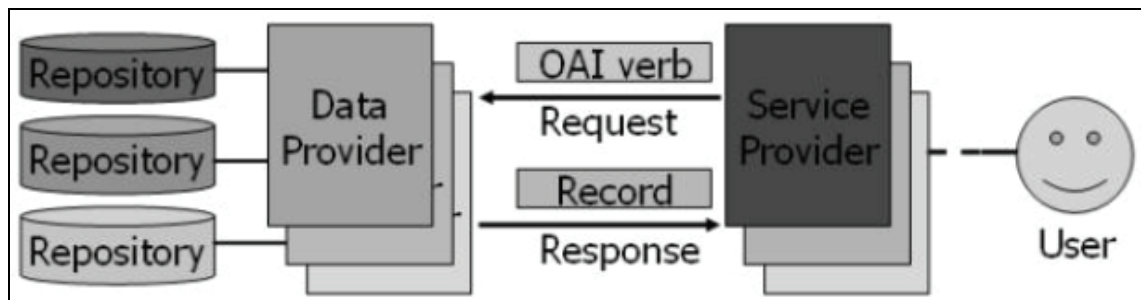 Repository
Repository
Repository
Data
Provider
OAI verb
Request
Record
Response
Service
Provider
User